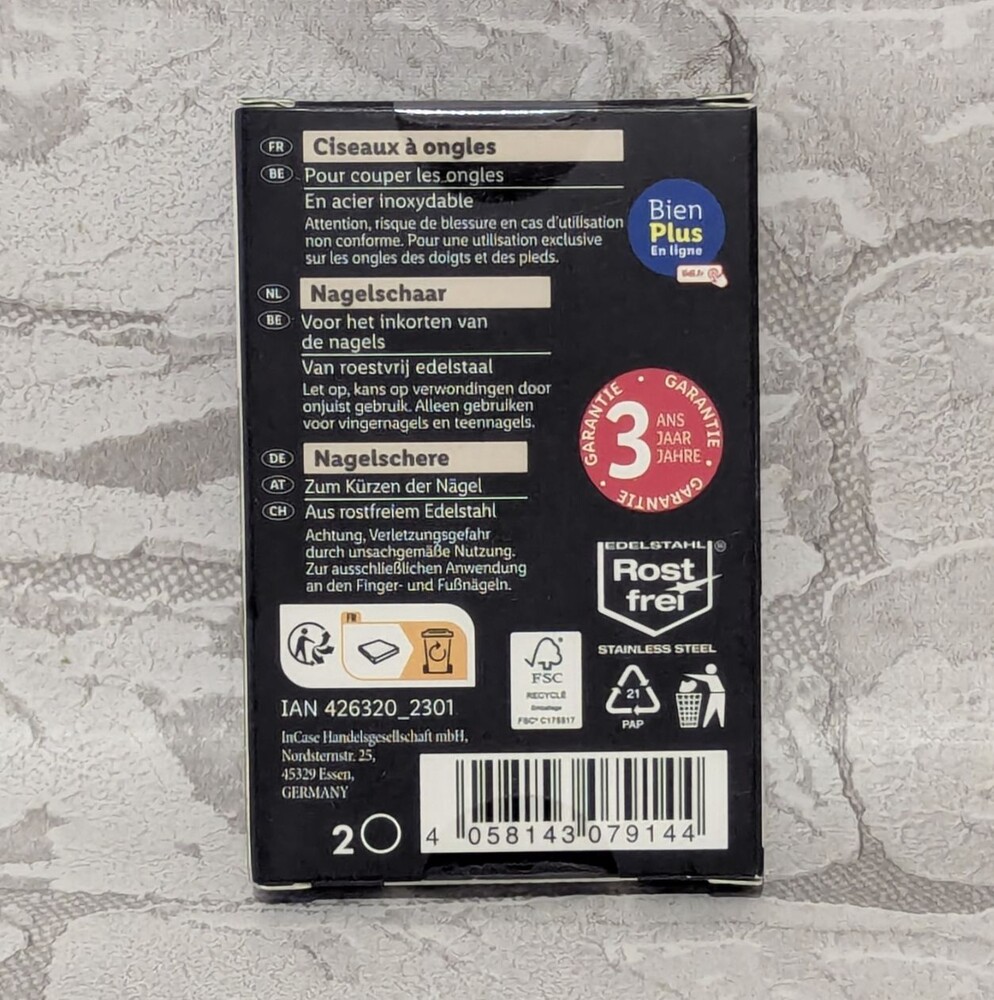 FR Ciseaux à ongles
BE Pour couper les ongles
En acier inoxydable
Attention, risque de blessure en cas d'utilisation
non conforme. Pour une utilisation exclusive
sur les ongles des doigts et des pieds.
Bien
Plus
En ligne
lidl.fr
NL Nagelschaar
BE Voor het inkorten van
de nagels
Van roestvrij edelstaal
Let op, kans op verwondingen door
onjuist gebruik. Alleen gebruiken
voor vingernagels en teennagels.
GARANTIE • GARANTIE • GARANTIE •
3 ANS
JAAR
JAHRE
DE Nagelschere
AT Zum Kürzen der Nägel
CH Aus rostfreiem Edelstahl
Achtung, Verletzungsgefahr
durch unsachgemäße Nutzung.
Zur ausschließlichen Anwendung
an den Finger- und Fußnägeln.
EDELSTAHL ®
Rost
frei
STAINLESS STEEL
FR
FSC
RECYCLÉ
Emballage
FSC® C175517
21
PAP
IAN 426320_2301
InCase Handelsgesellschaft mbH,
Nordsternstr. 25,
45329 Essen,
GERMANY
2
4 058143 079144